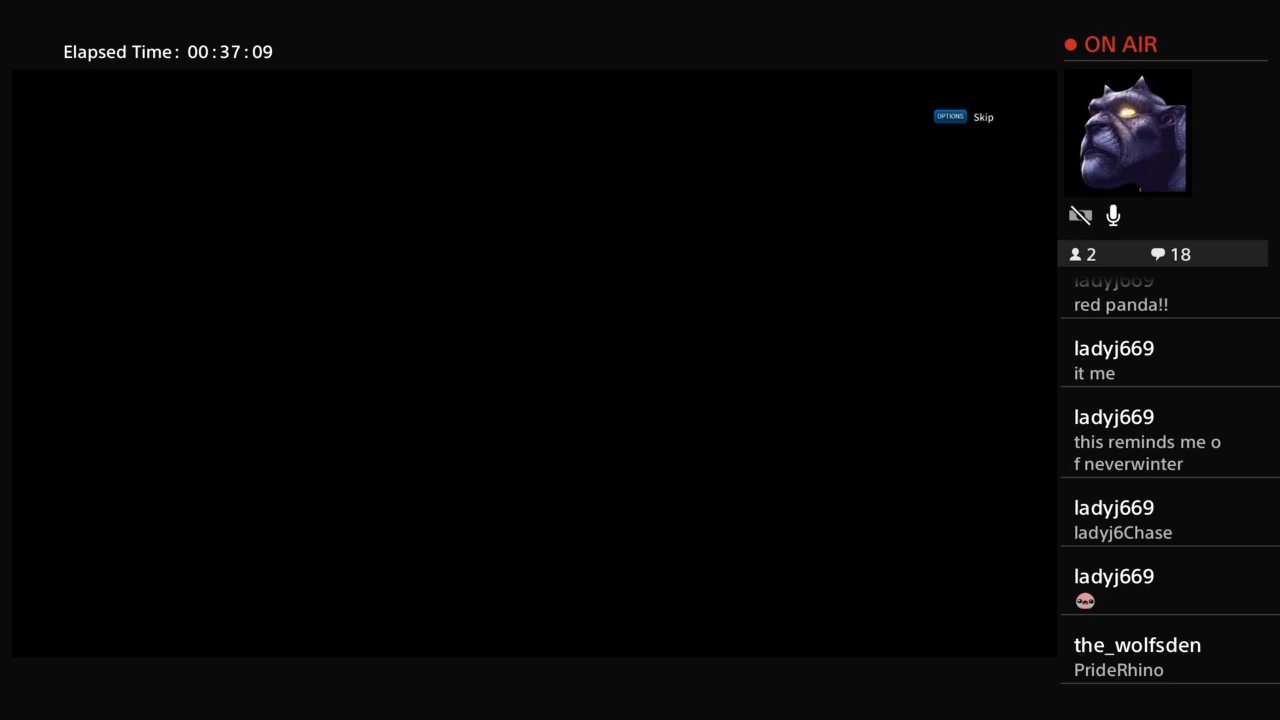 Elapsed Time: 00:37:09
ON AIR
OPTIONS Skip
2 18
ladyj669
red panda!!
ladyj669
it me
ladyj669
this reminds me o
f neverwinter
ladyj669
ladyj6Chase
ladyj669
the_wolfsden
PrideRhino